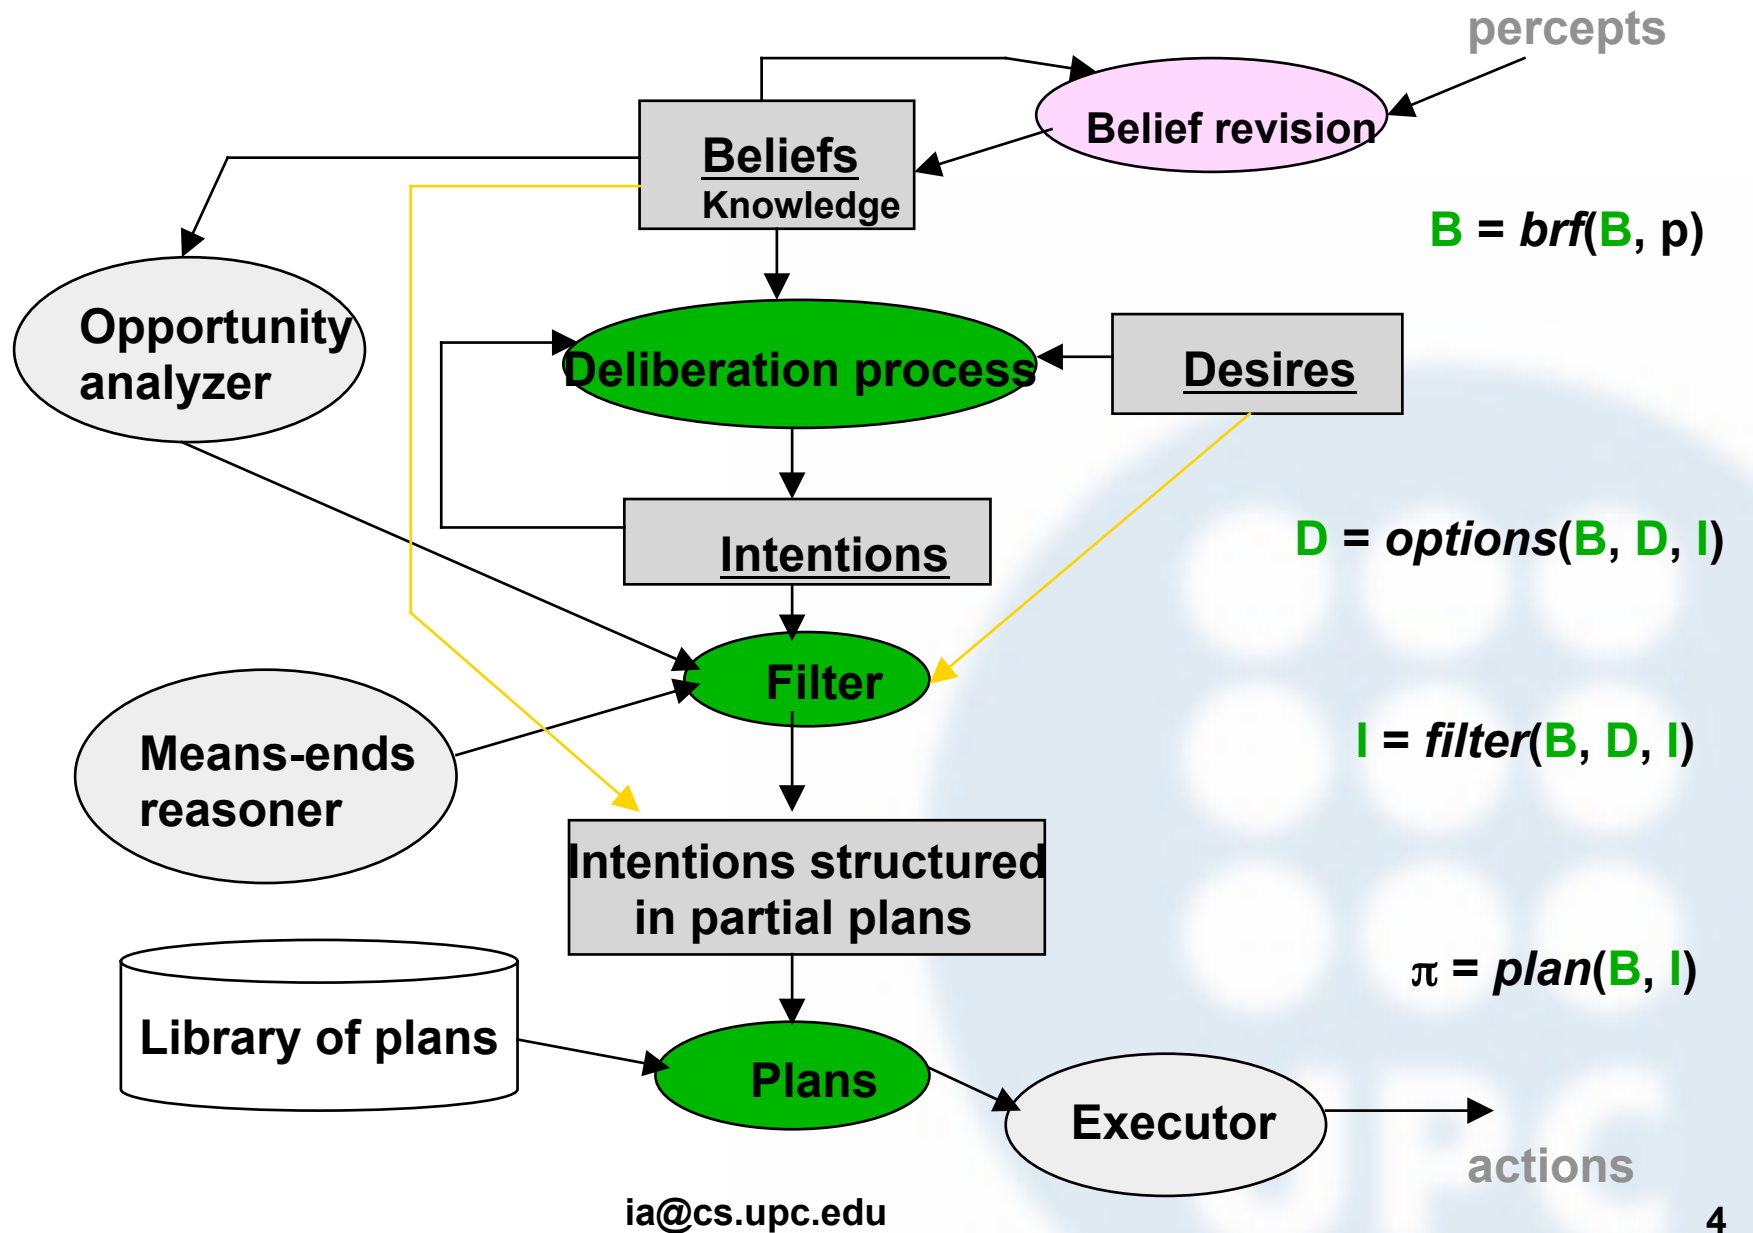 percepts
Belief revision
Beliefs
Knowledge
B = brf(B, p)
Opportunity
analyzer
Deliberation process
Desires
Intentions
D = options(B, D, I)
Filter
Means-ends
reasoner
I = filter(B, D, I)
Intentions structured
in partial plans
π = plan(B, I)
Library of plans
Plans
Executor
actions
ia@cs.upc.edu
4
UPC